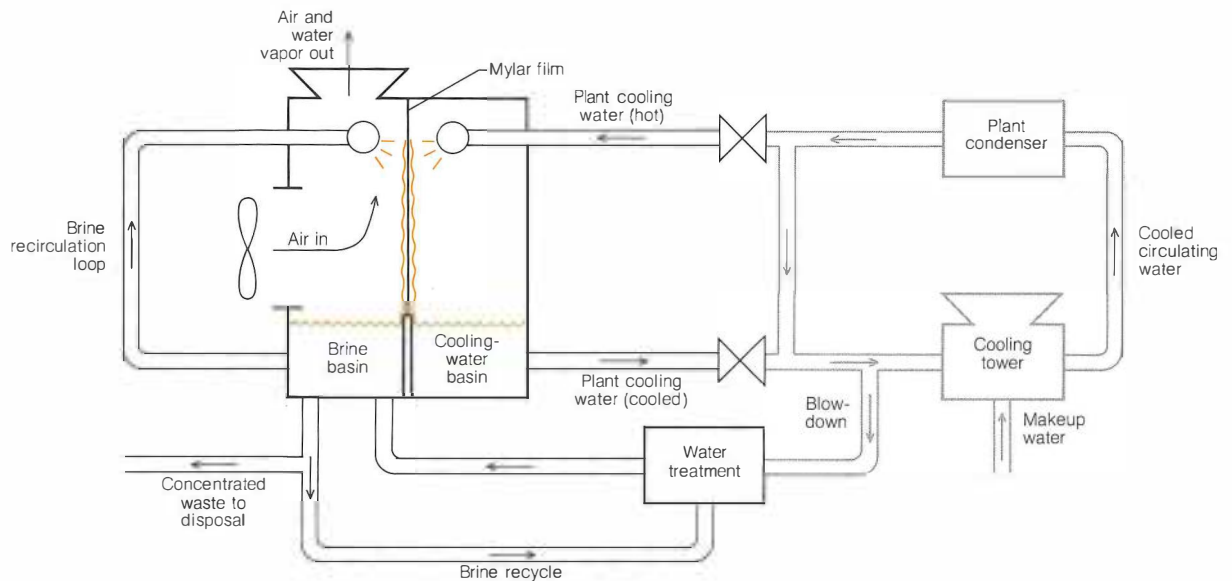 Air and
water
vapor out
Mylar film
Plant cooling
water (hot)
Plant
condenser
Brine
recirculation
loop
Air in
Cooled
circulating
water
Brine
basin
Cooling-
water
basin
Plant cooling
water (cooled)
Cooling
tower
Blow-
down
Makeup
water
Water
treatment
Concentrated
waste to
disposal
Brine recycle